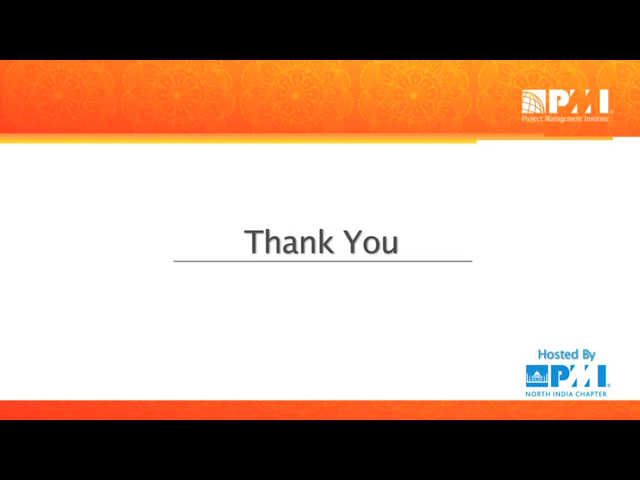 PMI
Project Management Institute
Thank You
Hosted By
PMI
NORTH INDIA CHAPTER